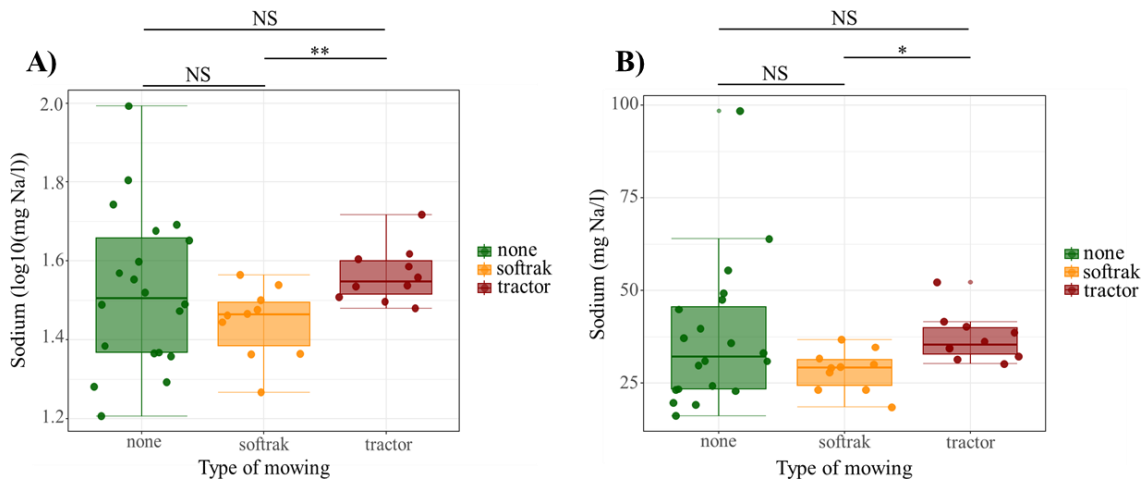 NS
**
NS
A)
Sodium (log10(mg Na/l))
2.0
1.8
1.6
1.4
1.2
none
softrak
tractor
Type of mowing
none
softrak
tractor
NS
*
NS
B)
Sodium (mg Na/l)
100
75
50
25
none
softrak
tractor
Type of mowing
none
softrak
tractor